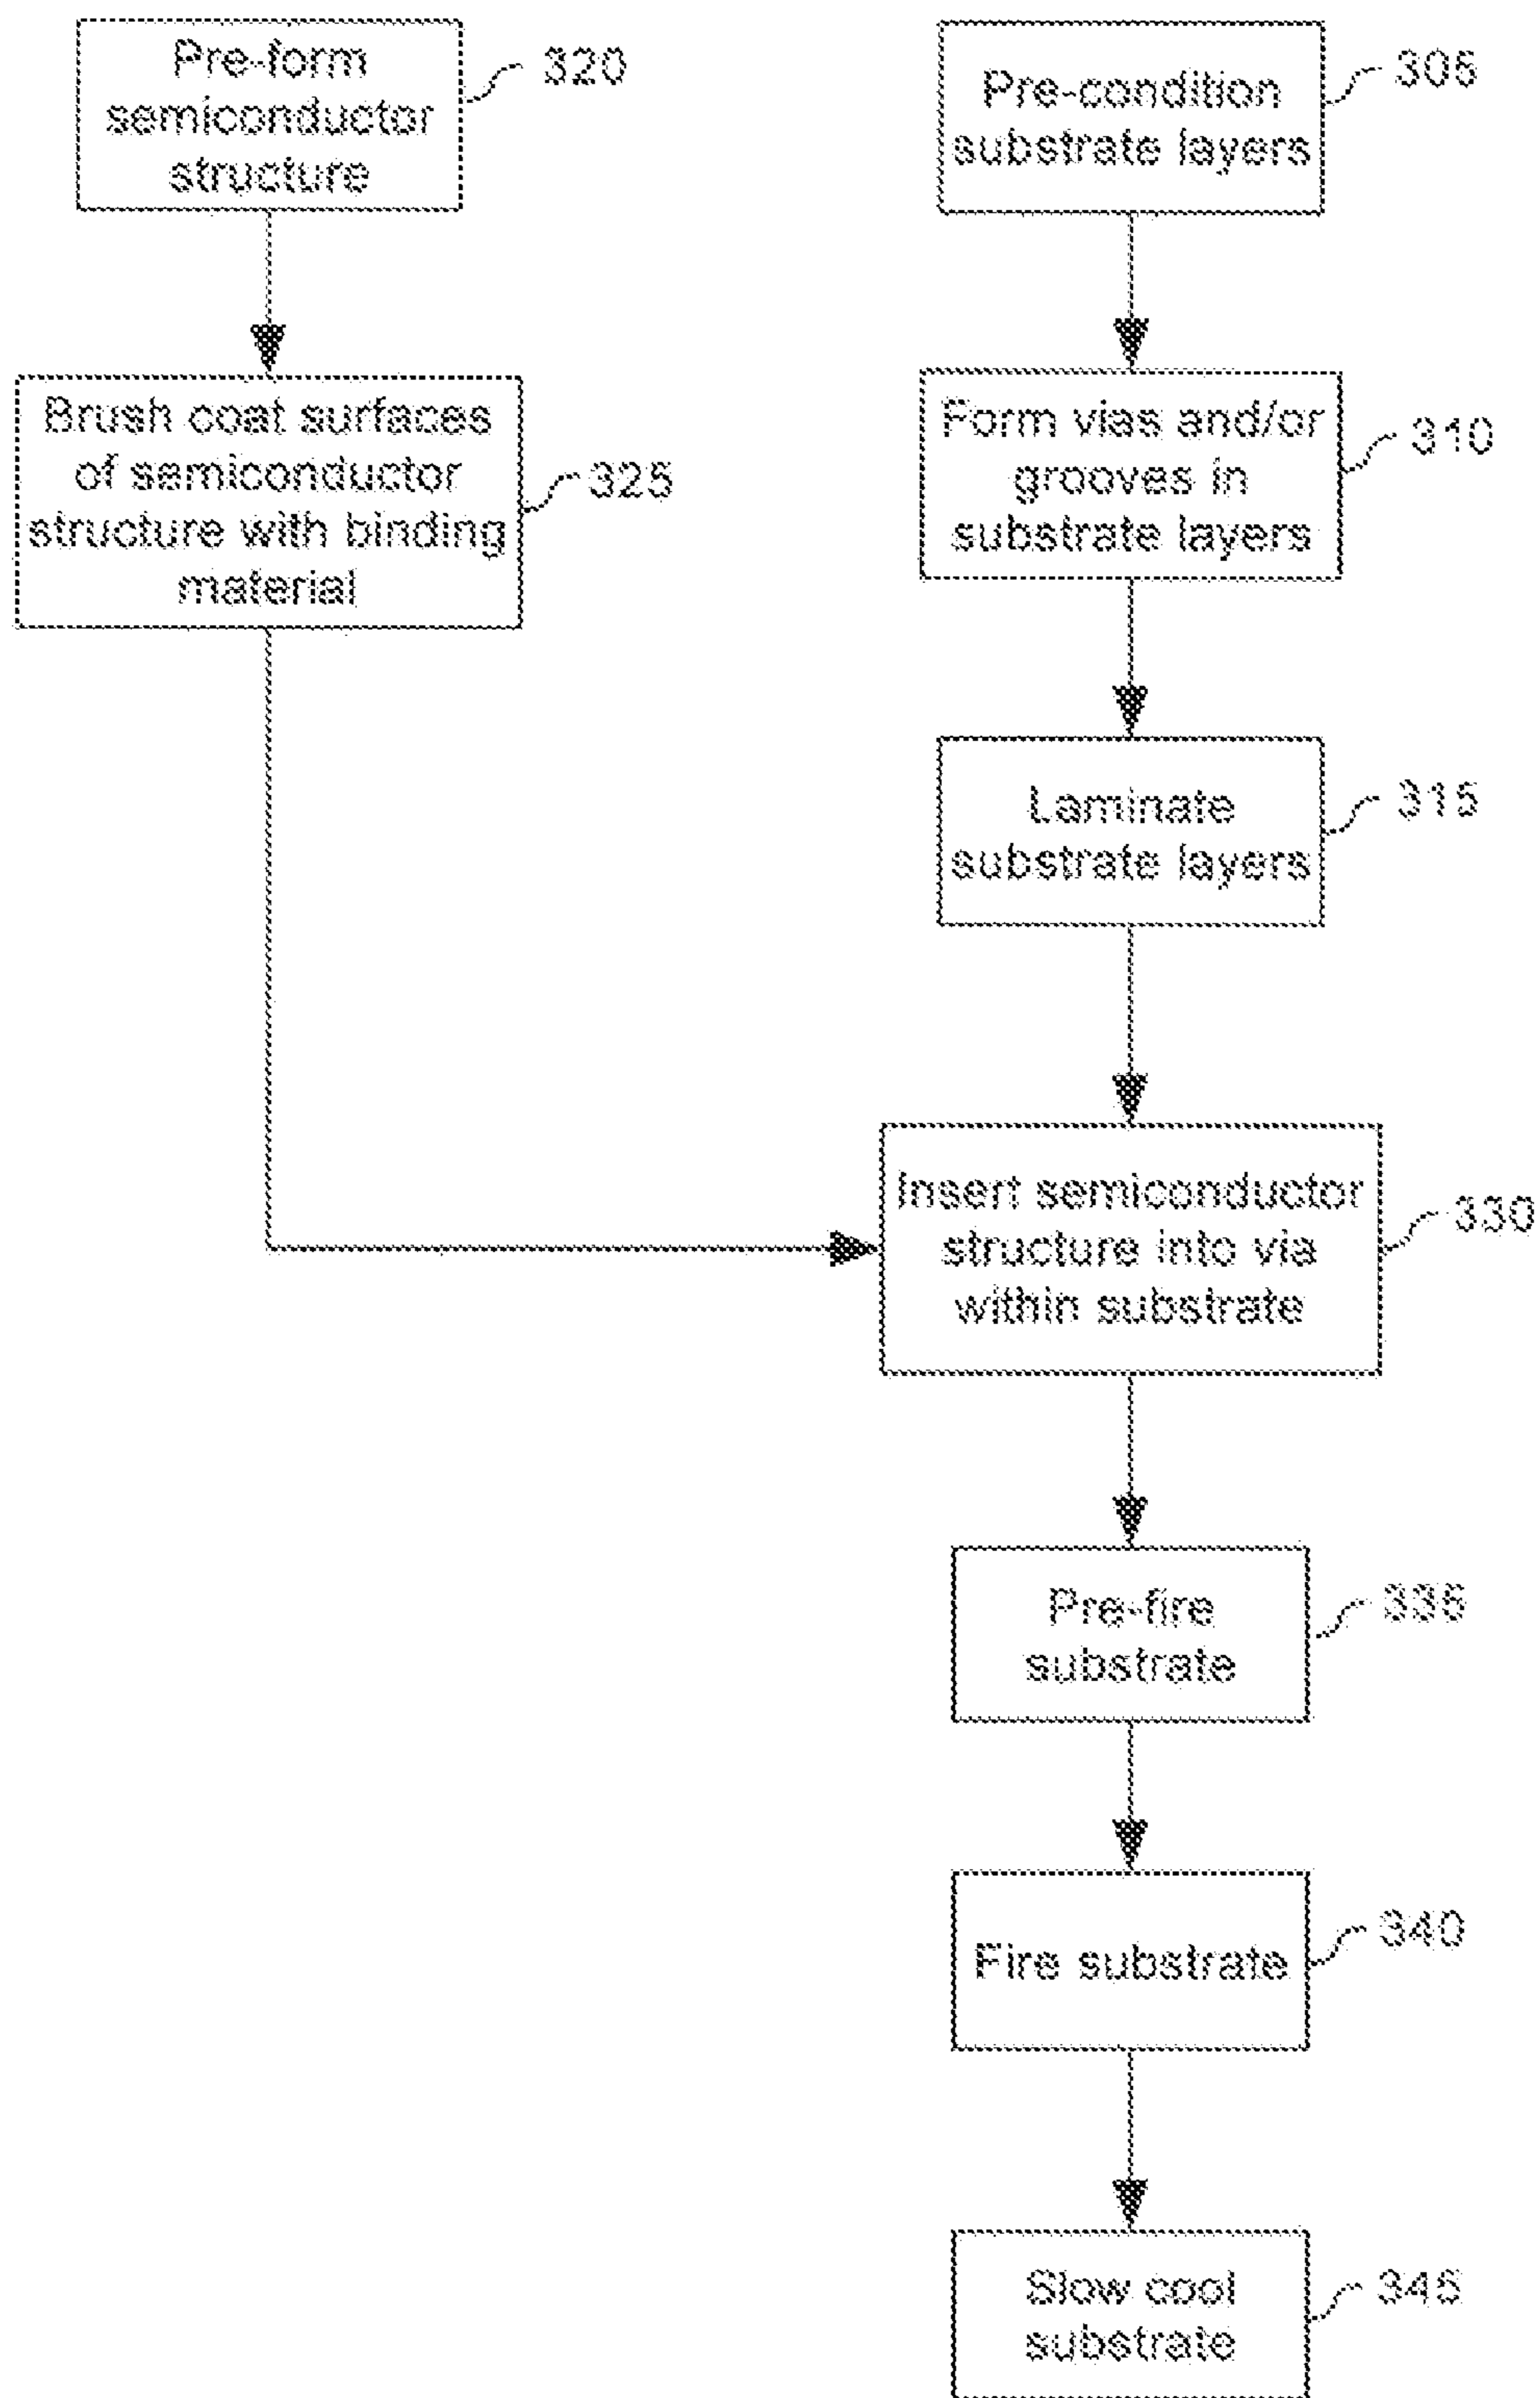 Pre-form
semiconductor
structure
320
Brush coat surfaces
of semiconductor
structure with binding
material
325
Pre-condition
substrate layers
305
Form vias and/or
grooves in
substrate layers
310
Laminate
substrate layers
315
Insert semiconductor
structure into via
within substrate
330
Pre-fire
substrate
335
Fire substrate
340
Slow cool
substrate
345